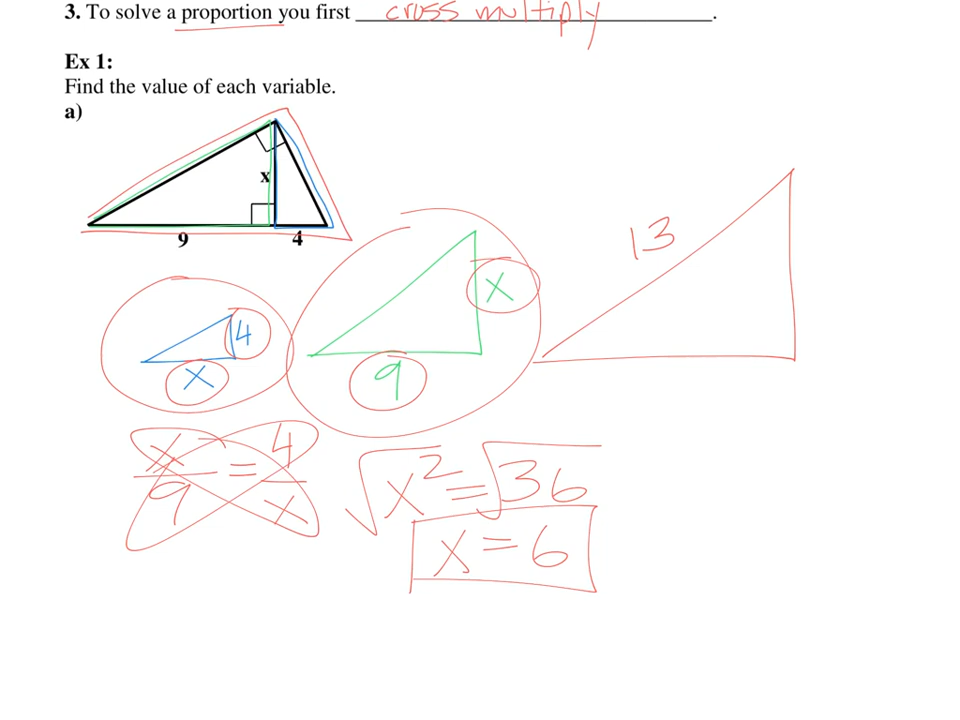 3. To solve a proportion you first cross multiply.
Ex 1:
Find the value of each variable.
a)
x
9 4
13
4
x
x
9
x/9 = 4/x
√x² = √36
x = 6